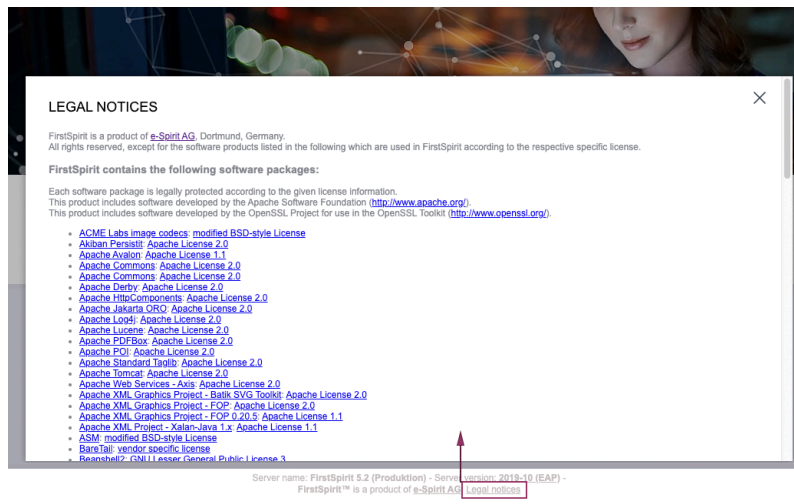 LEGAL NOTICES
FirstSpirit is a product of e-Spirit AG, Dortmund, Germany.
All rights reserved, except for the software products listed in the following which are used in FirstSpirit according to the respective specific license.
FirstSpirit contains the following software packages:
Each software package is legally protected according to the given license information.
This product includes software developed by the Apache Software Foundation (http://www.apache.org/).
This product includes software developed by the OpenSSL Project for use in the OpenSSL Toolkit (http://www.openssl.org/).
ACME Labs image codecs: modified BSD-style License
Akiban Persistit: Apache License 2.0
Apache Avalon: Apache License 1.1
Apache Commons: Apache License 2.0
Apache Commons: Apache License 2.0
Apache Derby: Apache License 2.0
Apache HttpComponents: Apache License 2.0
Apache Jakarta ORO: Apache License 2.0
Apache Log4j: Apache License 2.0
Apache Lucene: Apache License 2.0
Apache PDFBox: Apache License 2.0
Apache POI: Apache License 2.0
Apache Standard Taglib: Apache License 2.0
Apache Tomcat: Apache License 2.0
Apache Web Services - Axis: Apache License 2.0
Apache XML Graphics Project - Batik SVG Toolkit: Apache License 2.0
Apache XML Graphics Project - FOP: Apache License 2.0
Apache XML Graphics Project - FOP 0.20.5: Apache License 1.1
Apache XML Project - Xalan-Java 1.x: Apache License 1.1
ASM: modified BSD-style License
BareTail: vendor specific license
Beanshell2: GNU Lesser General Public License 3
Server name: FirstSpirit 5.2 (Produktion) - Server version: 2019-10 (EAP) -
FirstSpirit™ is a product of e-Spirit AG Legal notices